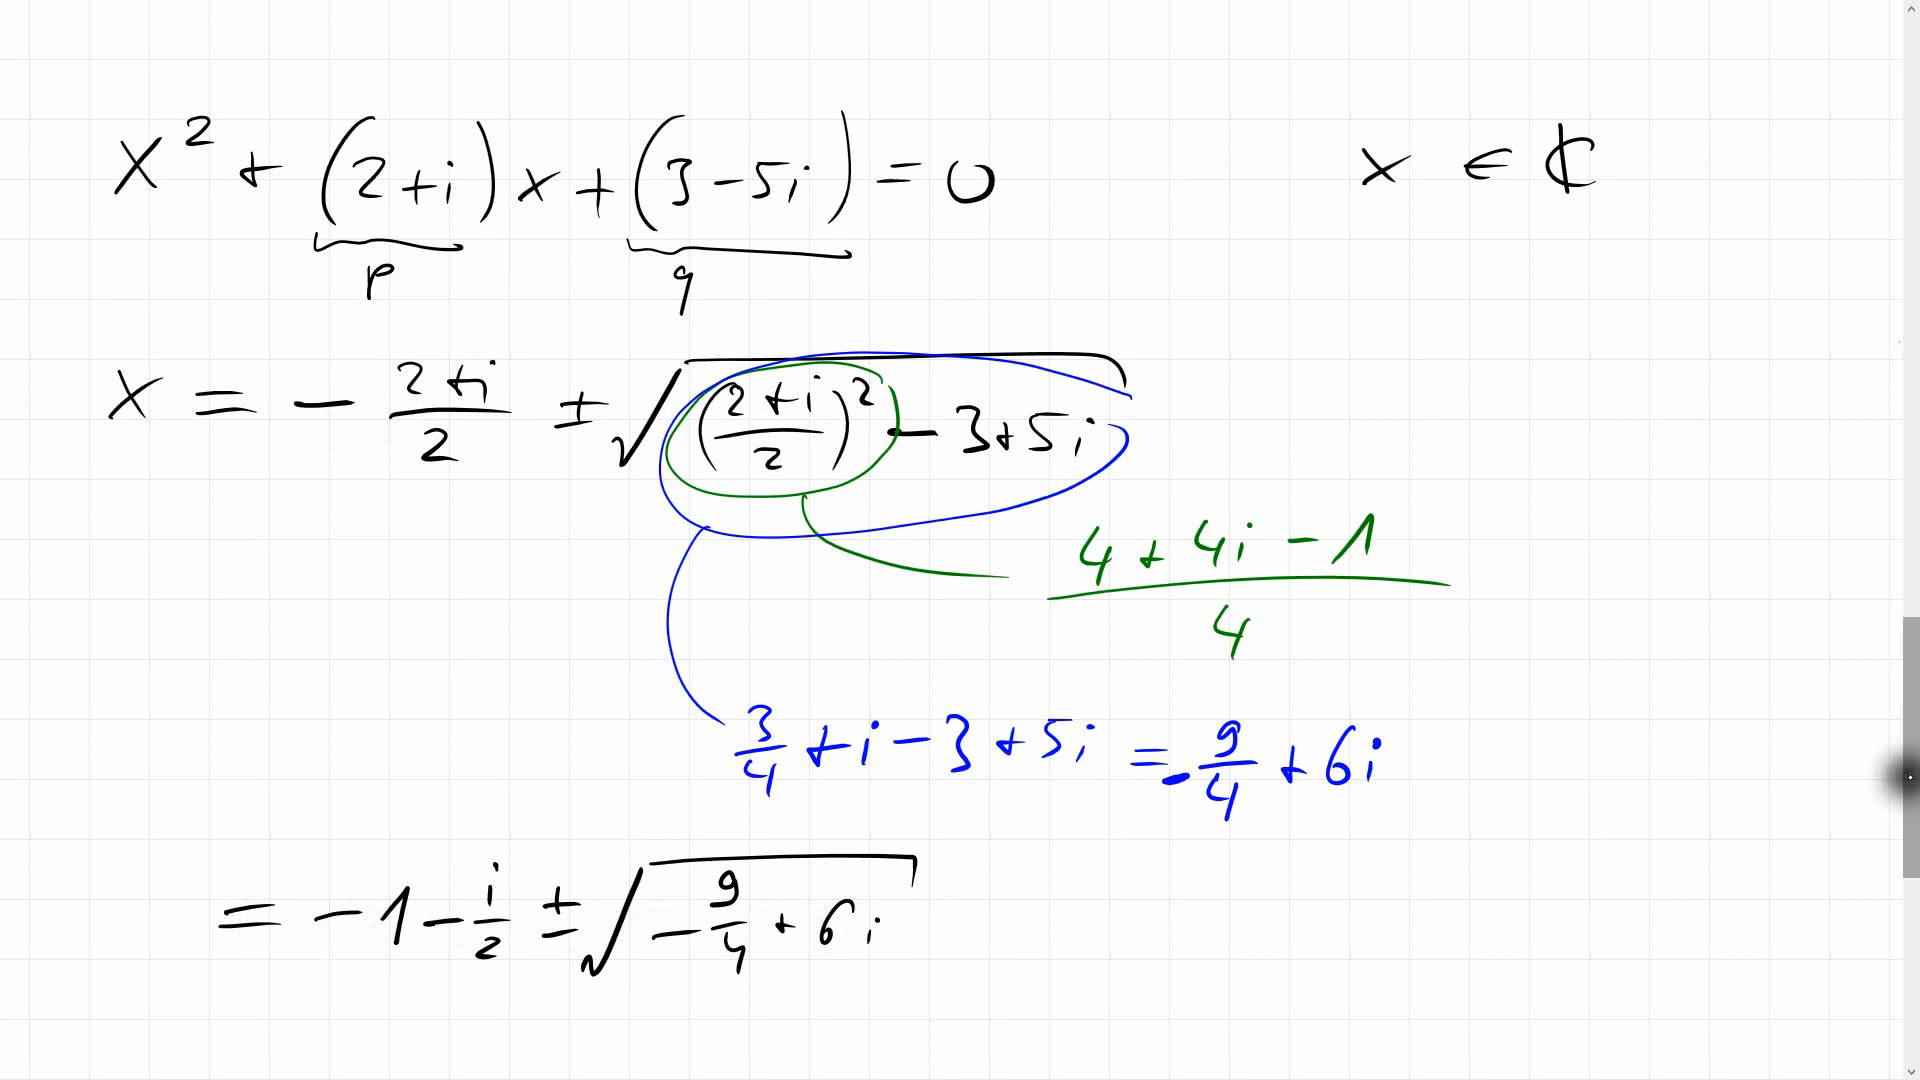 x² + (2+i)x + (3-5i) = 0    x ∈ ℂ
p    q
x = - (2+i)/2 ± √(((2+i)/2)² - 3+5i)
(4 + 4i - 1)/4
3/4 + i - 3 + 5i = - 9/4 + 6i
= -1 - i/2 ± √(- 9/4 + 6i)